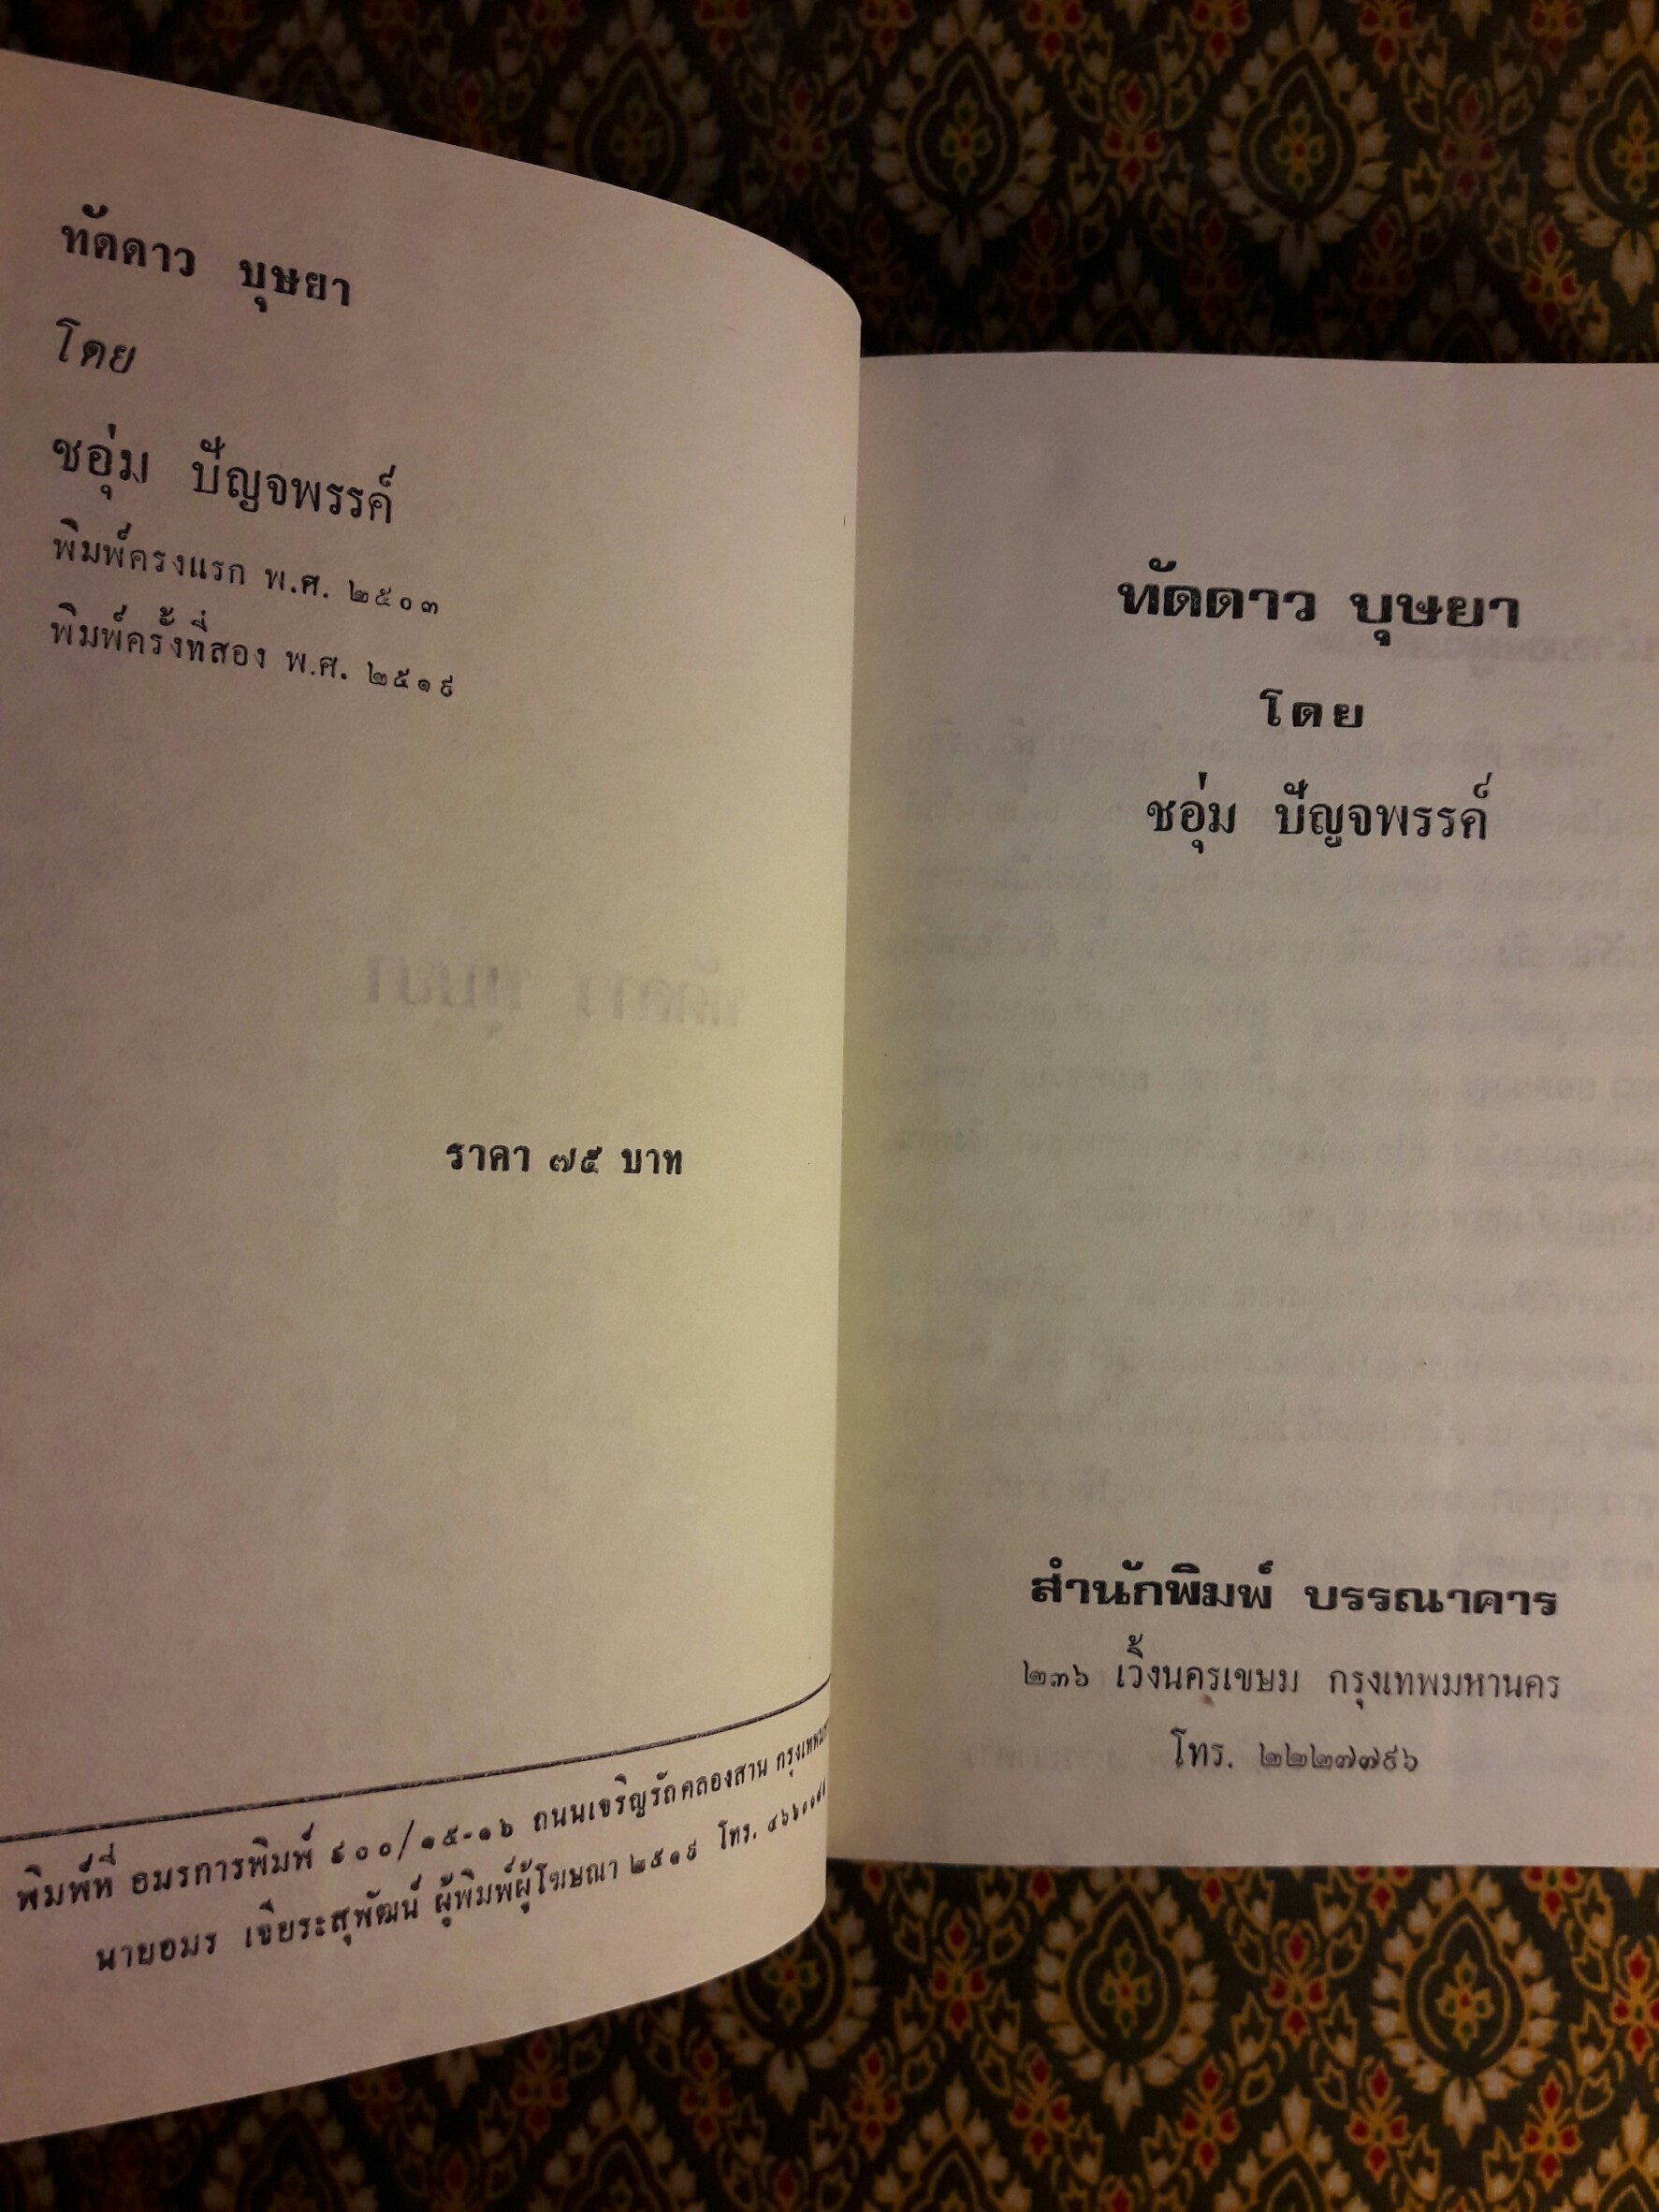 ทัดดาว บุษยา
โดย
ชอุ่ม ปัญจพรรค์
พิมพ์ครงแรก พ.ศ. ๒๕๐๓
พิมพ์ครั้งที่สอง พ.ศ. ๒๕๑๙
ราคา ๗๕ บาท
พิมพ์ที่ อมรการพิมพ์ ๙๐๐/๑๕-๑๖ ถนนเจริญรัถคลองสาน
นายอมร เจียระสุพัฒน์ ผู้พิมพ์ผู้โฆษณา ๒๕๑๙ โทร.
ทัดดาว บุษยา
โดย
ชอุ่ม ปัญจพรรค์
สำนักพิมพ์ บรรณาคาร
๒๓๖ เวิ้งนครเขษม กรุงเทพมหานคร
โทร. ๒๒๒๗๗๙๖